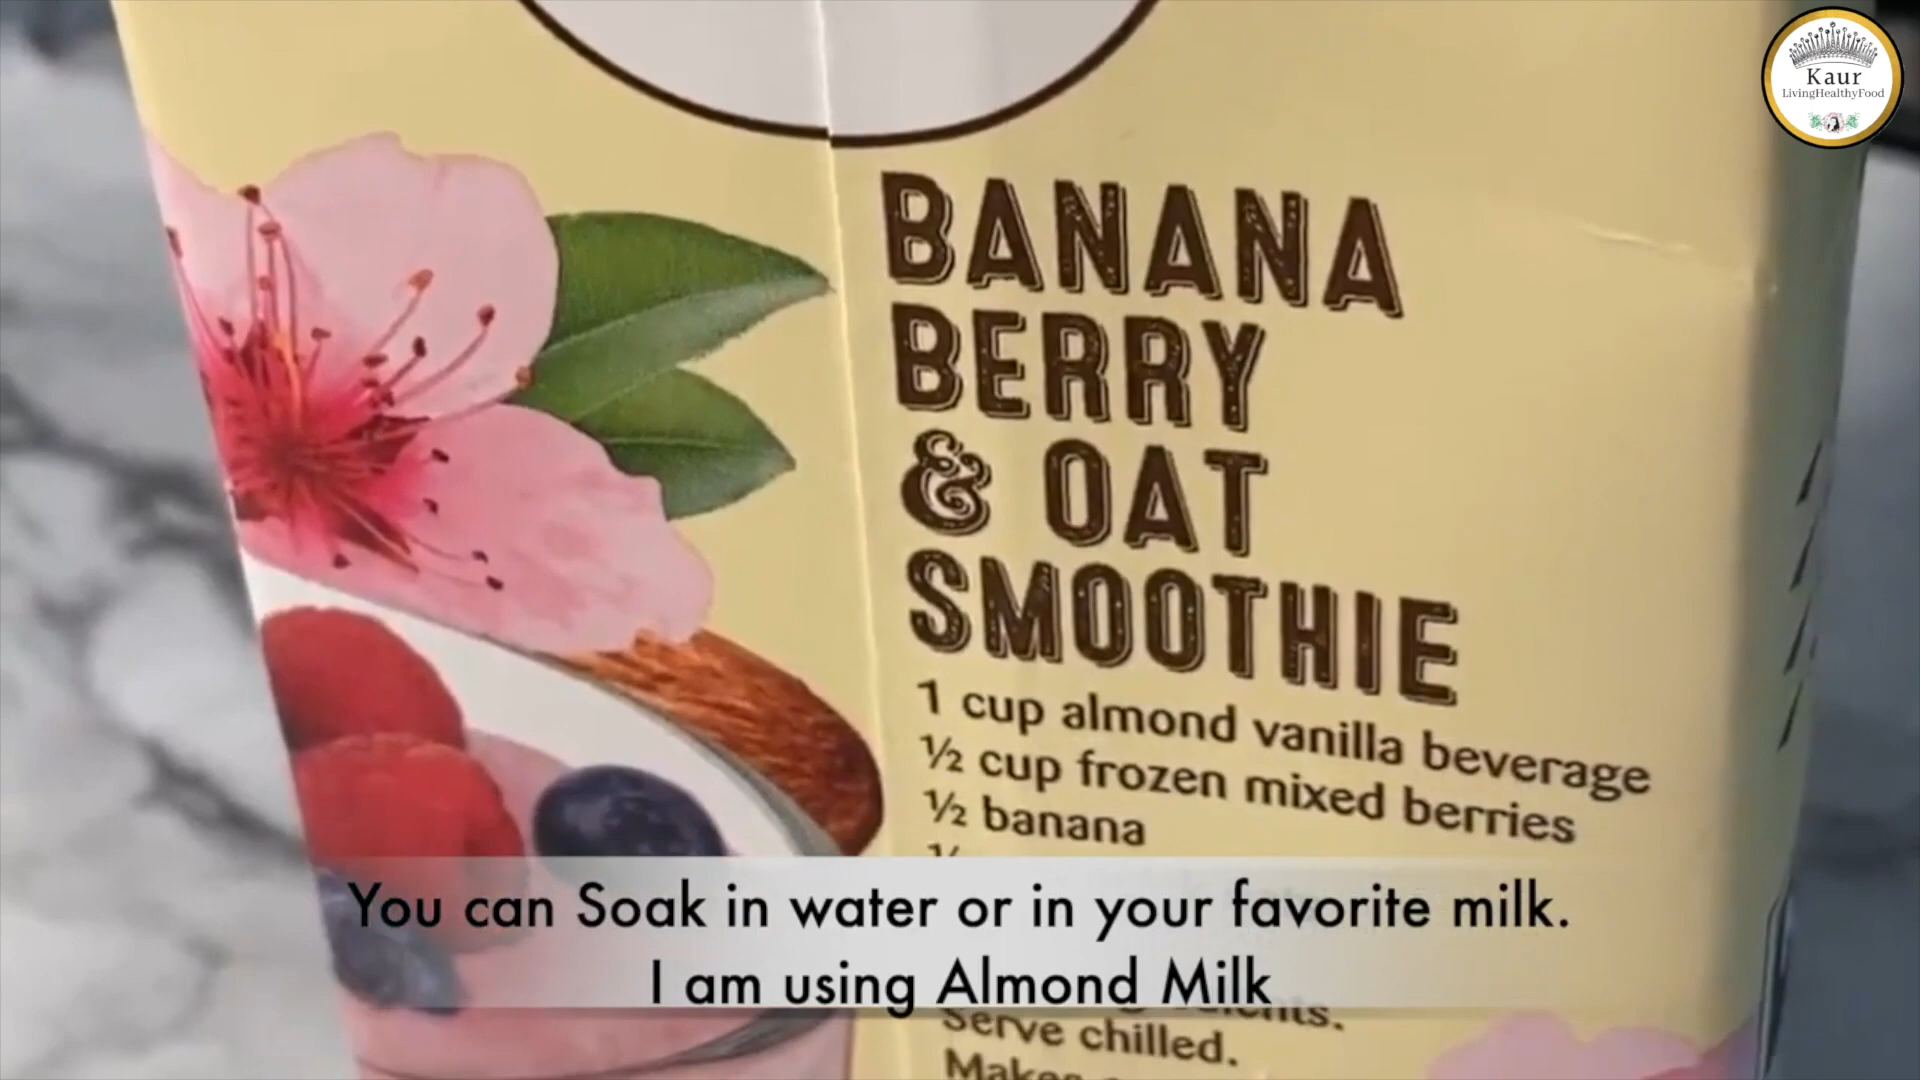 Kaur
LivingHealthyFood
BANANA
BERRY
& OAT
SMOOTHIE
1 cup almond vanilla beverage
½ cup frozen mixed berries
½ banana
You can Soak in water or in your favorite milk.
I am using Almond Milk
Serve chilled.
Makes